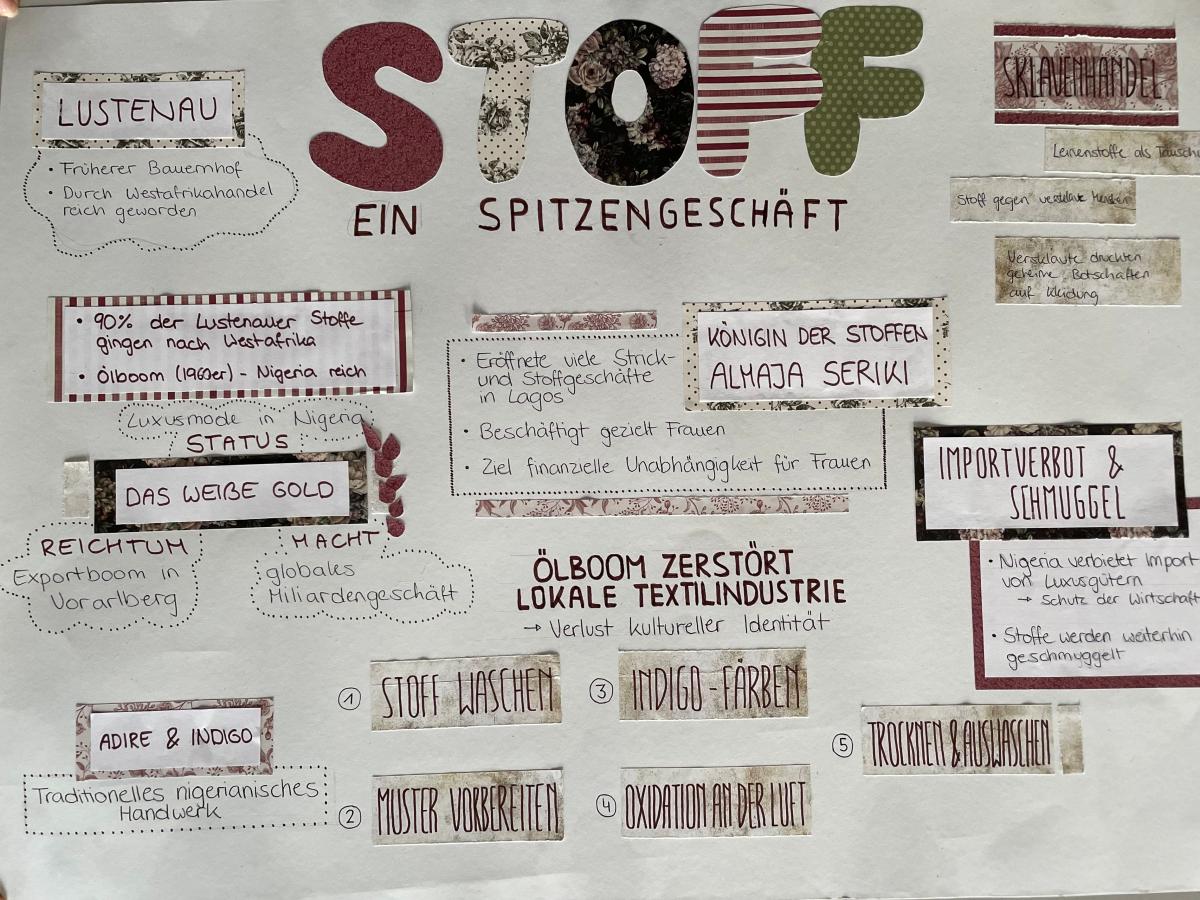 STOFF
EIN SPITZENGESCHÄFT
LUSTENAU
• Früherer Bauernhof
• Durch Westafrikahandel
reich geworden
SKLAVENHANDEL
Leinenstoffe als
Stoff gegen versklavte Menschen
Versklavte druckten
geheime Botschaften
auf Kleidung
• 90% der Lustenauer Stoffe
gingen nach Westafrika
• Ölboom (1960er) - Nigeria reich
Luxusmode in Nigeria
STATUS
DAS WEIßE GOLD
REICHTUM
Exportboom in
Vorarlberg
MACHT
globales
Miliardengeschäft
KÖNIGIN DER STOFFEN
ALMAJA SERIKI
• Eröffnete viele Strick-
und Stoffgeschäfte
in Lagos
• Beschäftigt gezielt Frauen
• Ziel finanzielle Unabhängigkeit für Frauen
IMPORTVERBOT &
SCHMUGGEL
• Nigeria verbietet Import
von Luxusgütern
→ Schutz der Wirtschaft
• Stoffe werden weiterhin
geschmuggelt
ÖLBOOM ZERSTÖRT
LOKALE TEXTILINDUSTRIE
→ Verlust kultureller Identität
ADIRE & INDIGO
Traditionelles nigerianisches
Handwerk
1 STOFF WASCHEN
2 MUSTER VORBEREITEN
3 INDIGO-FÄRBEN
4 OXIDATION AN DER LUFT
5 TROCKNEN & AUSWASCHEN